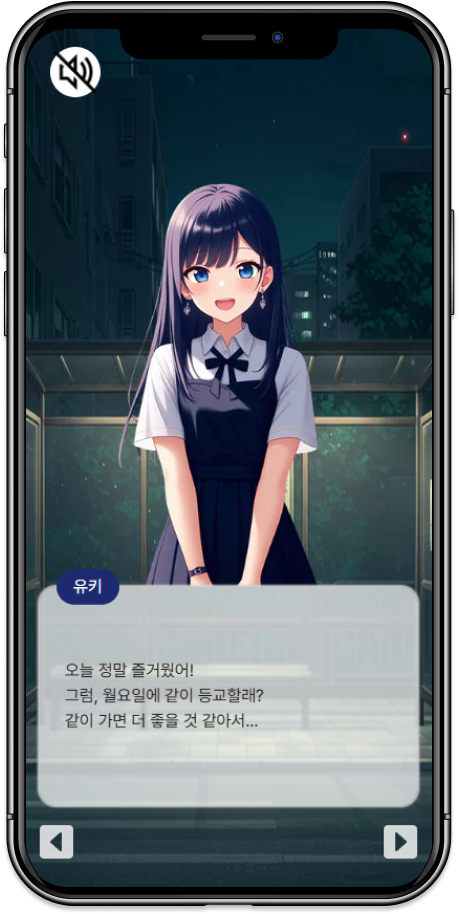 유키
오늘 정말 즐거웠어!
그럼, 월요일에 같이 등교할래?
같이 가면 더 좋을 것 같아서...